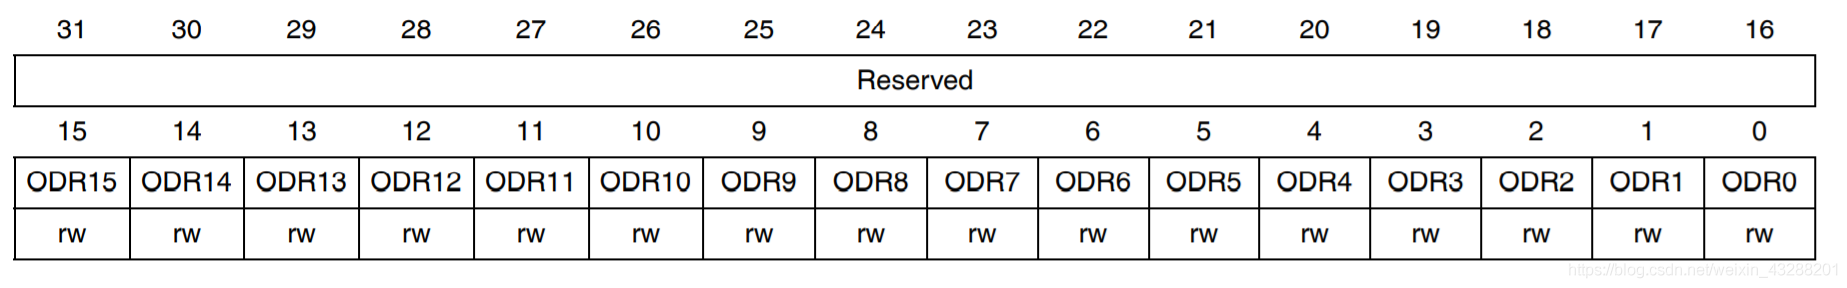 31 30 29 28 27 26 25 24 23 22 21 20 19 18 17 16
Reserved
15 14 13 12 11 10 9 8 7 6 5 4 3 2 1 0
ODR15 ODR14 ODR13 ODR12 ODR11 ODR10 ODR9 ODR8 ODR7 ODR6 ODR5 ODR4 ODR3 ODR2 ODR1 ODR0
rw rw rw rw rw rw rw rw rw rw rw rw rw rw rw rw
https://blog.csdn.net/weixin_43288201